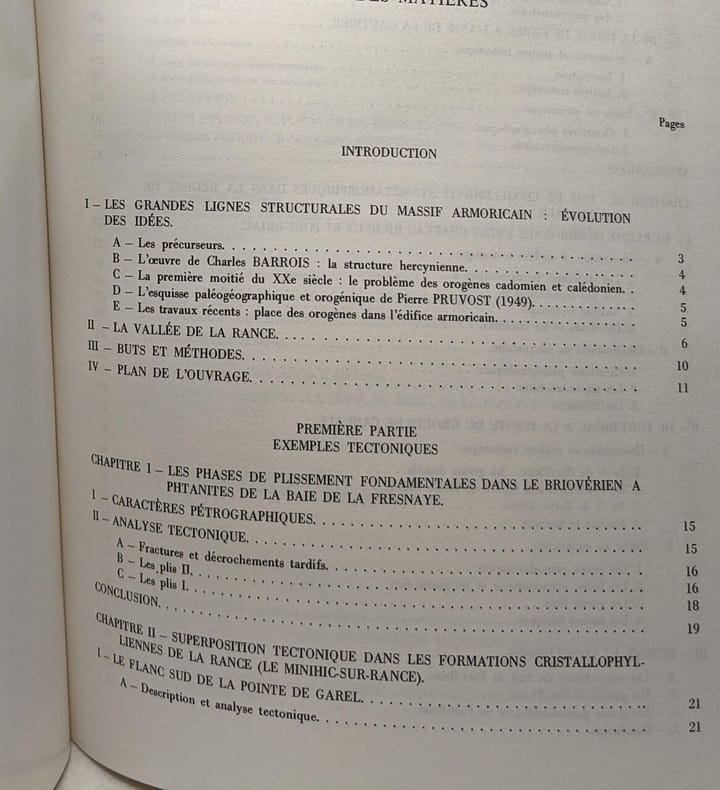 DES MATIÈRES
Pages
INTRODUCTION
I – LES GRANDES LIGNES STRUCTURALES DU MASSIF ARMORICAIN : ÉVOLUTION
DES IDÉES.
A – Les précurseurs. 3
B – L'œuvre de Charles BARROIS : la structure hercynienne. 4
C – La première moitié du XXe siècle : le problème des orogènes cadomien et calédonien. 4
D – L'esquisse paléogéographique et orogénique de Pierre PRUVOST (1949). 5
E – Les travaux récents : place des orogènes dans l'édifice armoricain. 5
II – LA VALLÉE DE LA RANCE. 6
III – BUTS ET MÉTHODES. 10
IV – PLAN DE L'OUVRAGE. 11
PREMIÈRE PARTIE
EXEMPLES TECTONIQUES
CHAPITRE I – LES PHASES DE PLISSEMENT FONDAMENTALES DANS LE BRIOVÉRIEN A
PHTANITES DE LA BAIE DE LA FRESNAYE.
I – CARACTÈRES PÉTROGRAPHIQUES. 15
II – ANALYSE TECTONIQUE. 15
A – Fractures et décrochements tardifs. 16
B – Les plis II. 16
C – Les plis I. 18
CONCLUSION. 19
CHAPITRE II – SUPERPOSITION TECTONIQUE DANS LES FORMATIONS CRISTALLOPHYL-
LIENNES DE LA RANCE (LE MINIHIC-SUR-RANCE).
I – LE FLANC SUD DE LA POINTE DE GAREL. 21
A – Description et analyse tectonique. 21